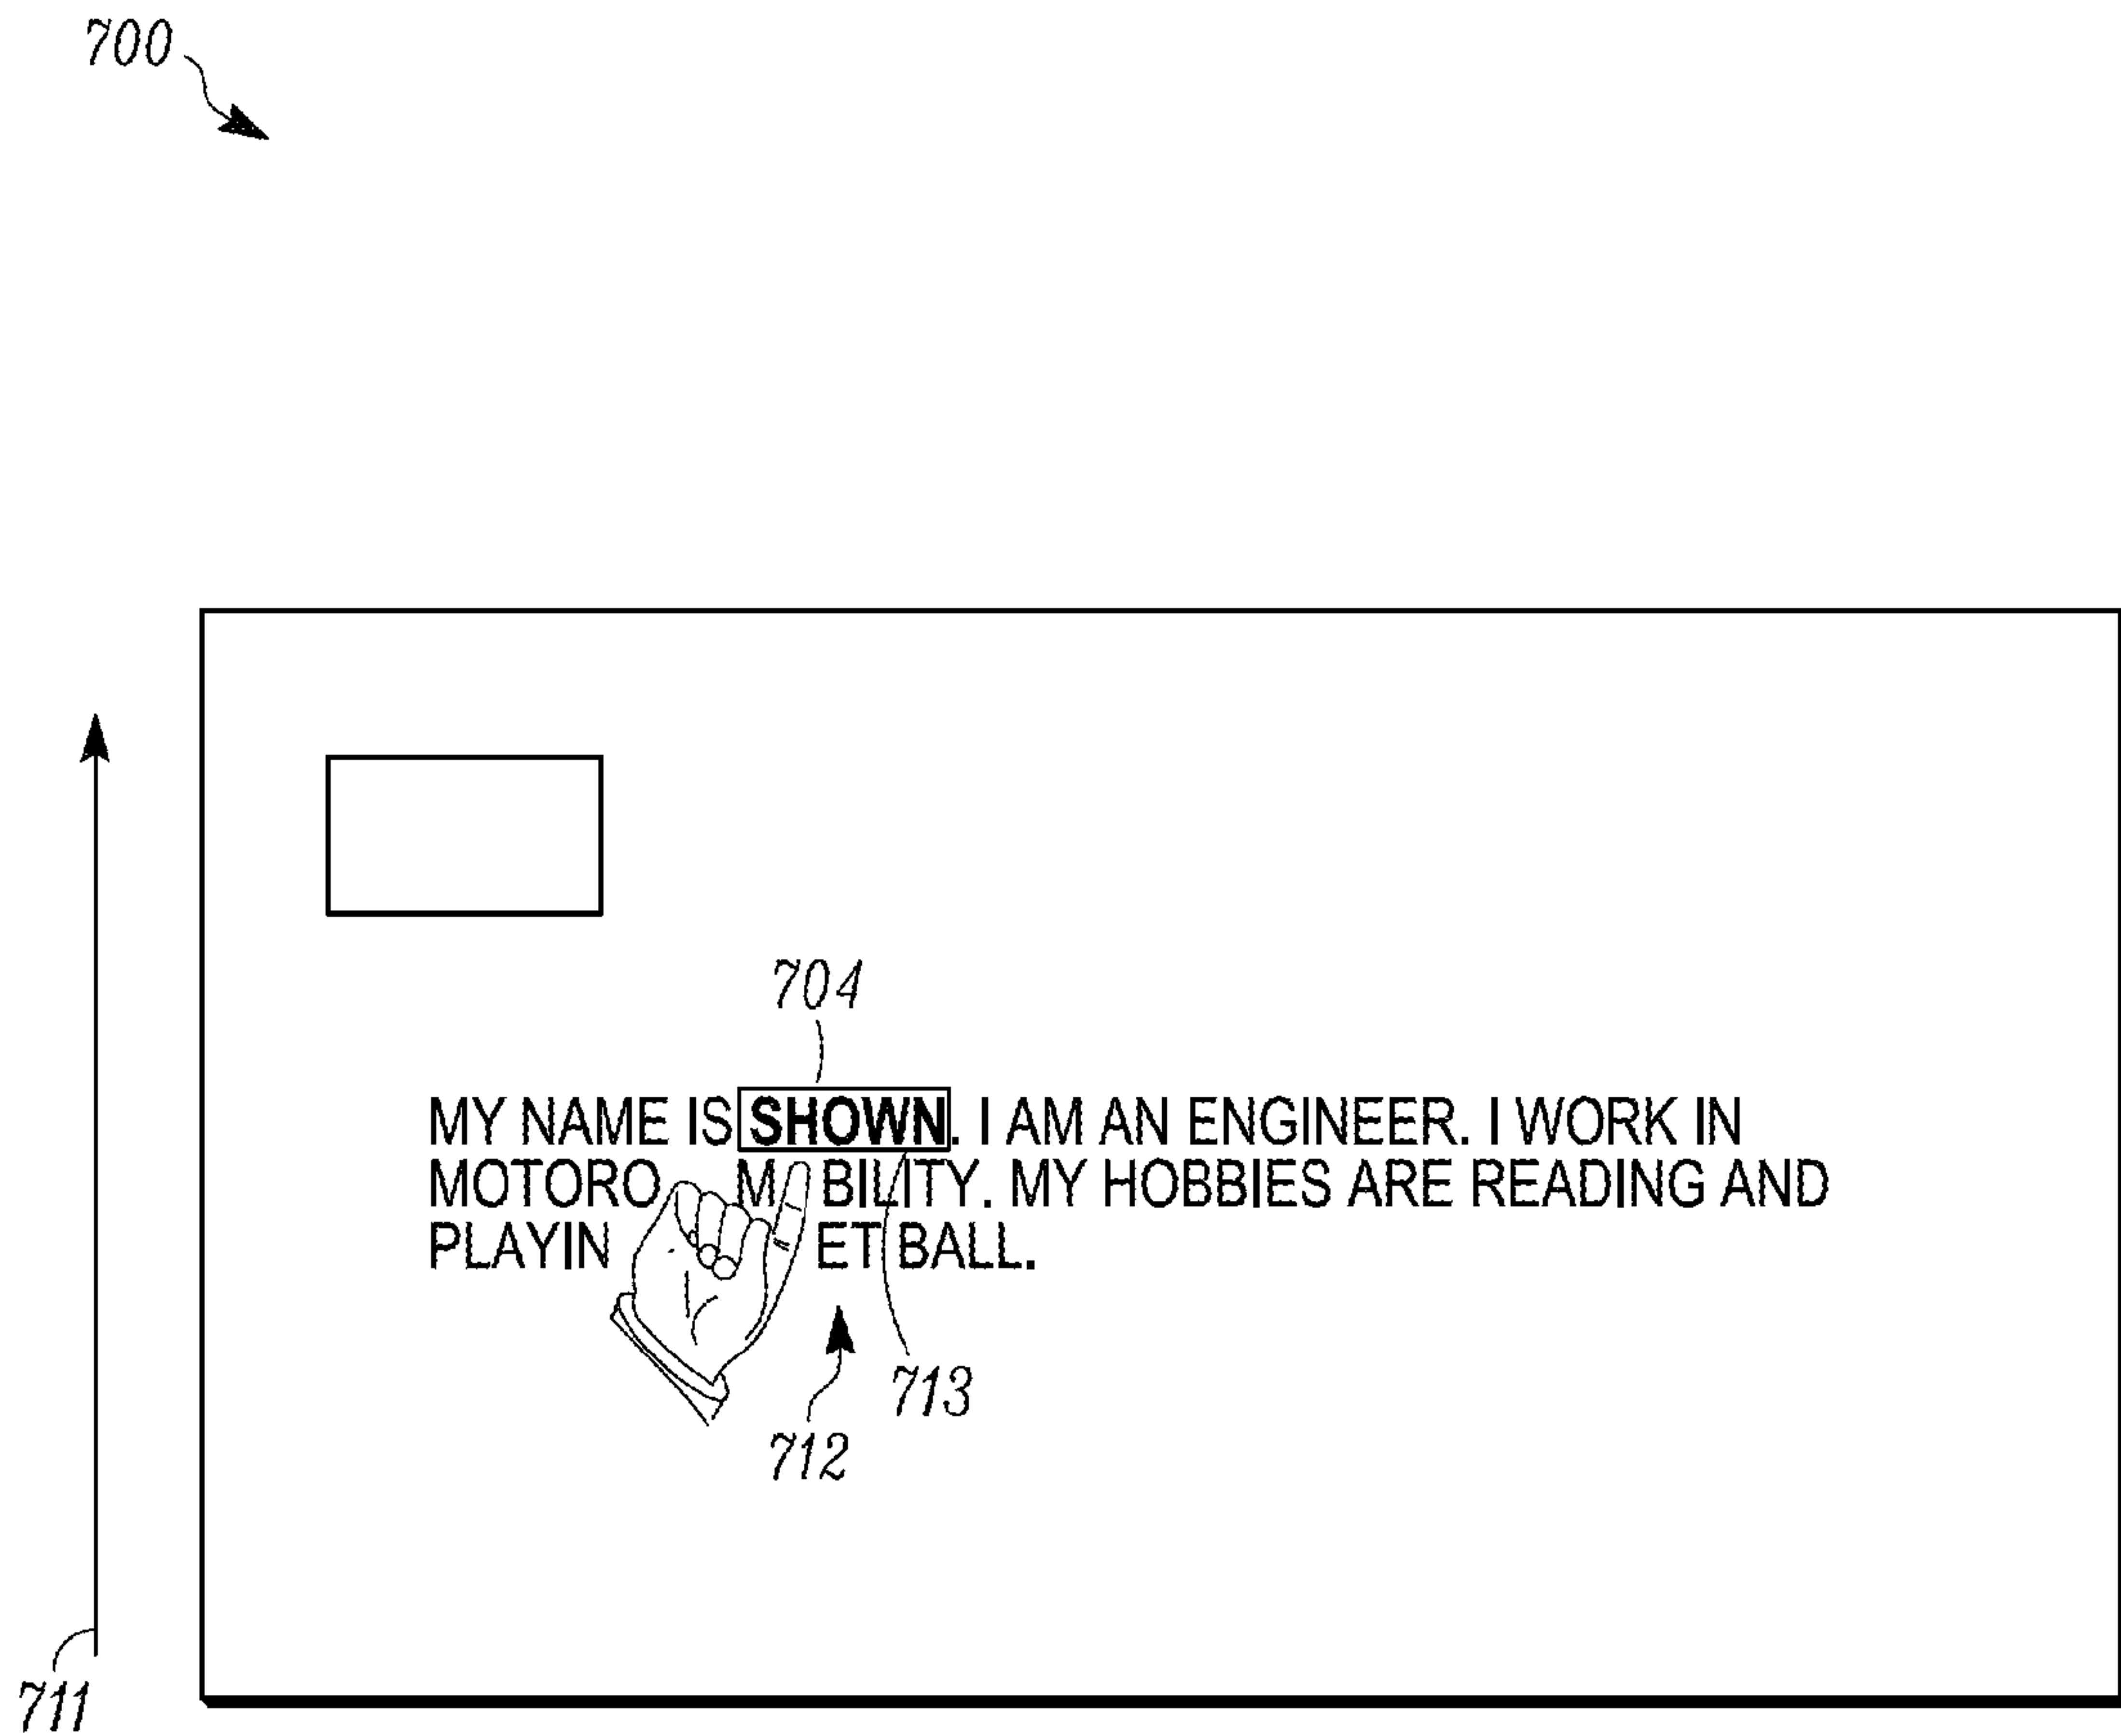 700
704
MY NAME IS SHOWN. I AM AN ENGINEER. I WORK IN
MOTORO M BILITY. MY HOBBIES ARE READING AND
PLAYIN ET BALL.
713
712
711